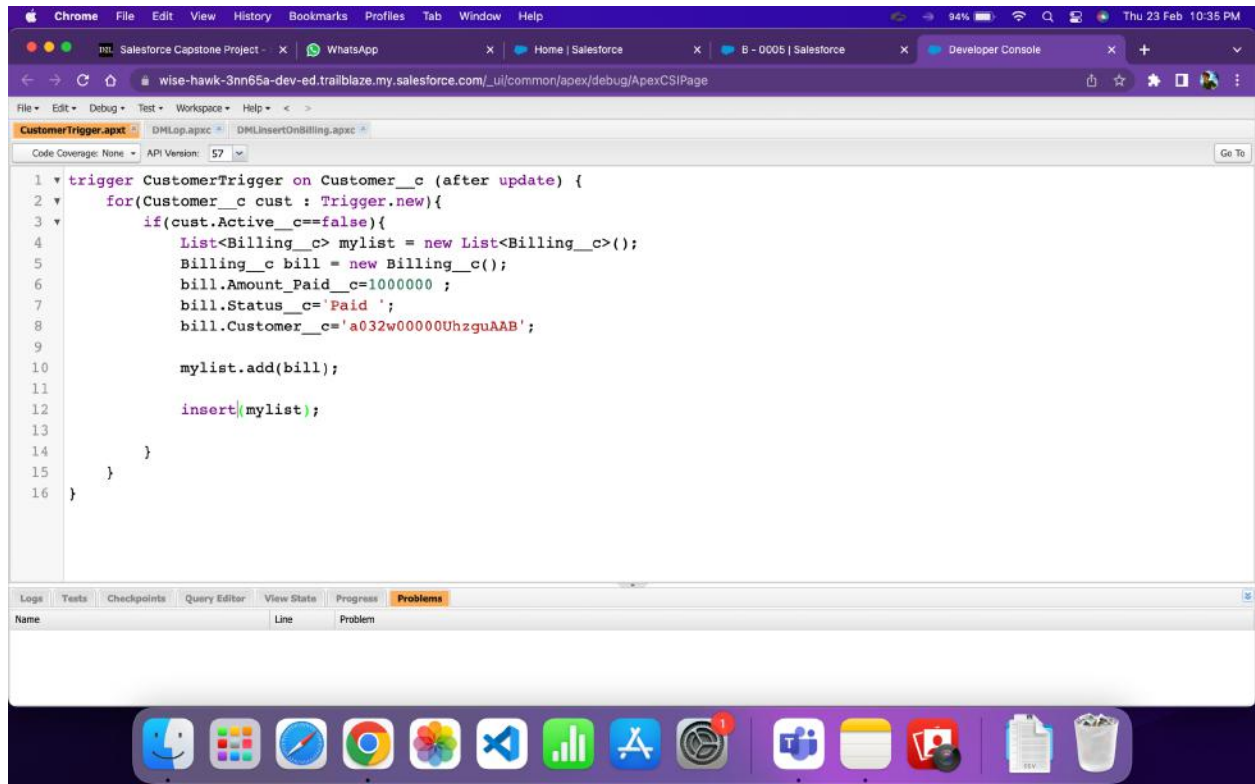 Chrome File Edit View History Bookmarks Profiles Tab Window Help 94% Thu 23 Feb 10:35 PM
Salesforce Capstone Project - WhatsApp Home | Salesforce B - 0005 | Salesforce Developer Console
wise-hawk-3nn65a-dev-ed.trailblaze.my.salesforce.com/_ui/common/apex/debug/ApexCSIPage
File Edit Debug Test Workspace Help < >
CustomerTrigger.apxt DMLop.apxc DMLInsertOnBilling.apxc
Code Coverage: None API Version: 57 Go To
1 trigger CustomerTrigger on Customer__c (after update) {
2 for(Customer__c cust : Trigger.new){
3 if(cust.Active__c==false){
4 List<Billing__c> mylist = new List<Billing__c>();
5 Billing__c bill = new Billing__c();
6 bill.Amount_Paid__c=1000000 ;
7 bill.Status__c='Paid ';
8 bill.Customer__c='a032w00000UhzguAAB';
9
10 mylist.add(bill);
11
12 insert(mylist);
13
14 }
15 }
16 }
Logs Tests Checkpoints Query Editor View State Progress Problems
Name Line Problem
1